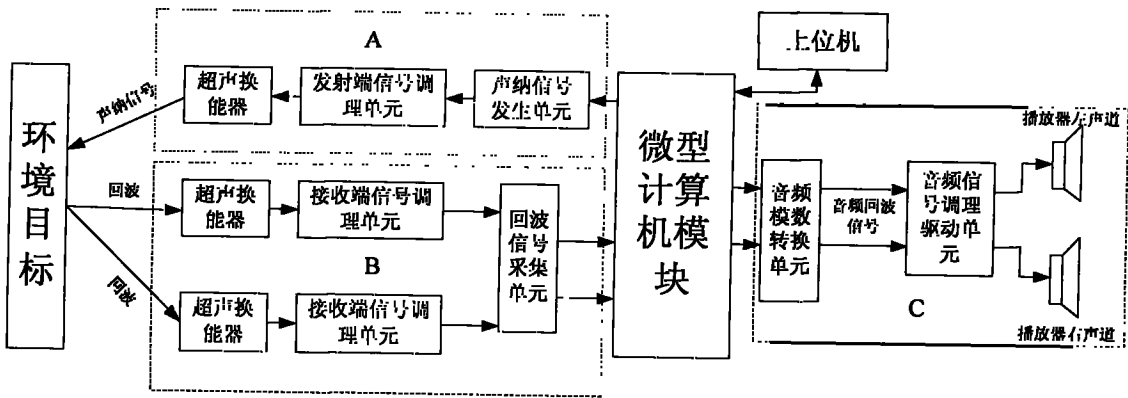 A
上位机
超声换
能器
发射端信号调
理单元
声纳信号
发生单元
声纳信号
环
境
目
标
微型
计算
机模
块
播放器左声道
回波
超声换
能器
接收端信号调
理单元
回波
信号
采集
单元
音频
模数
转换
单元
音频回波
信号
音频信
号调理
驱动单
元
B
回波
超声换
能器
接收端信号调
理单元
C
播放器右声道